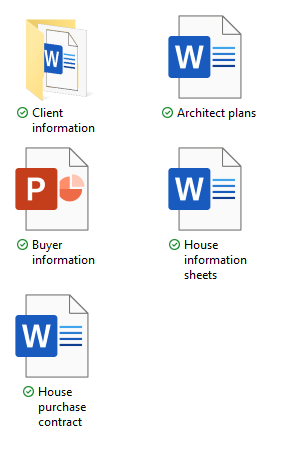 W
W
Client
information
Architect plans
P
W
Buyer
information
House
information
sheets
W
House
purchase
contract